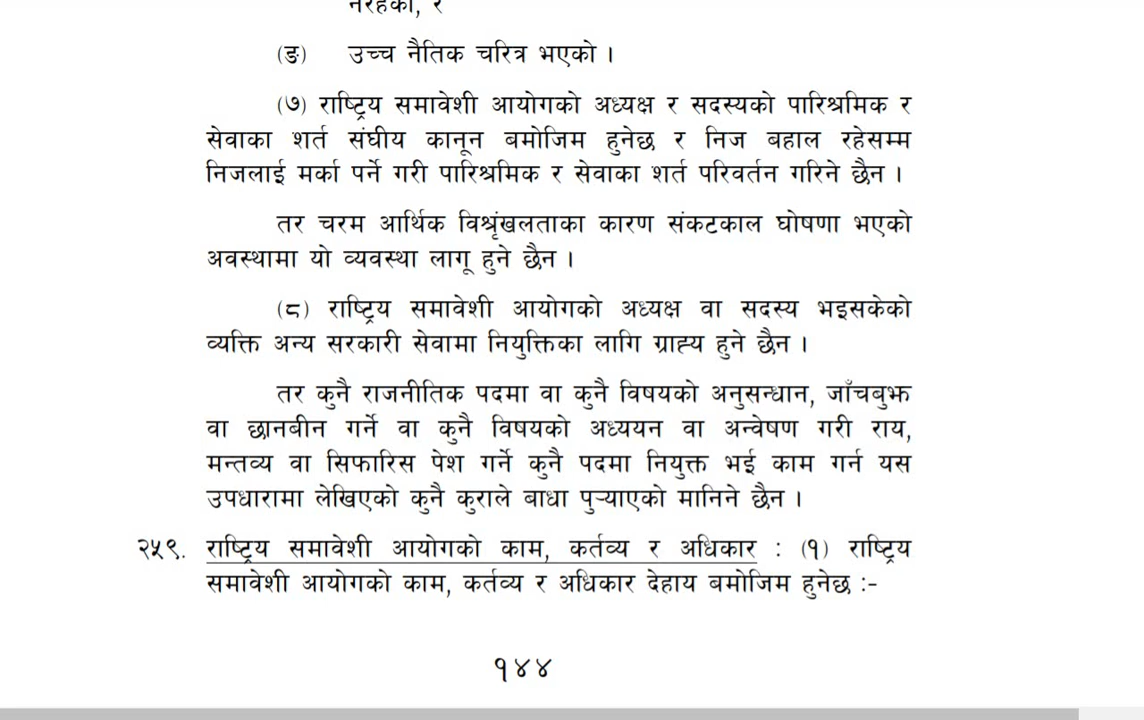 नरहेको, र
(ङ) उच्च नैतिक चरित्र भएको ।
(७) राष्ट्रिय समावेशी आयोगको अध्यक्ष र सदस्यको पारिश्रमिक र
सेवाका शर्त संघीय कानून बमोजिम हुनेछ र निज बहाल रहेसम्म
निजलाई मर्का पर्ने गरी पारिश्रमिक र सेवाका शर्त परिवर्तन गरिने छैन ।
तर चरम आर्थिक विश्रृंखलताका कारण संकटकाल घोषणा भएको
अवस्थामा यो व्यवस्था लागू हुने छैन ।
(८) राष्ट्रिय समावेशी आयोगको अध्यक्ष वा सदस्य भइसकेको
व्यक्ति अन्य सरकारी सेवामा नियुक्तिका लागि ग्राह्य हुने छैन ।
तर कुनै राजनीतिक पदमा वा कुनै विषयको अनुसन्धान, जाँचबुझ
वा छानबीन गर्ने वा कुनै विषयको अध्ययन वा अन्वेषण गरी राय,
मन्तव्य वा सिफारिस पेश गर्ने कुनै पदमा नियुक्त भई काम गर्न यस
उपधारामा लेखिएको कुनै कुराले बाधा पुर्‍याएको मानिने छैन ।
२५९. राष्ट्रिय समावेशी आयोगको काम, कर्तव्य र अधिकार : (१) राष्ट्रिय
समावेशी आयोगको काम, कर्तव्य र अधिकार देहाय बमोजिम हुनेछ :-
१४४